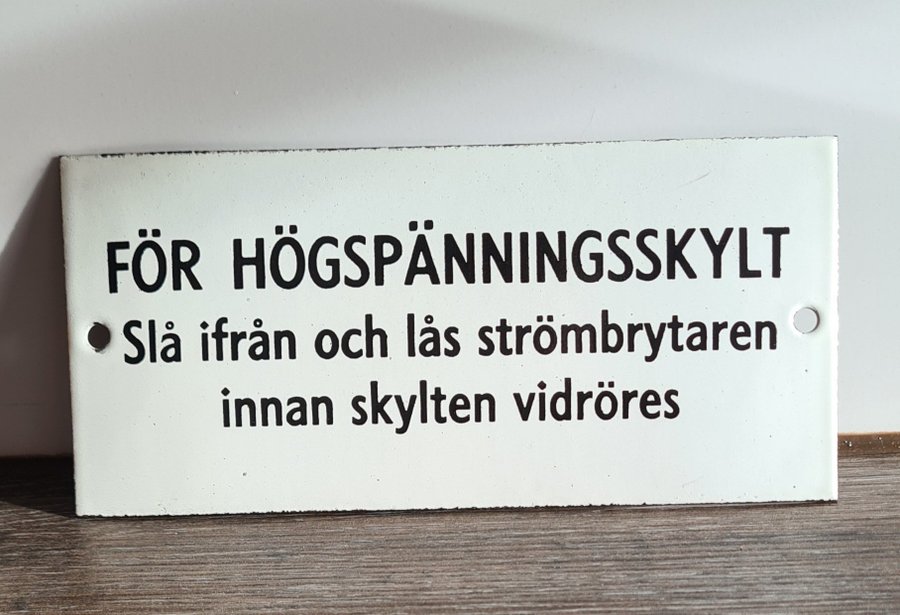 FÖR HÖGSPÄNNINGSSKYLT
Slå ifrån och lås strömbrytaren
innan skylten vidröres